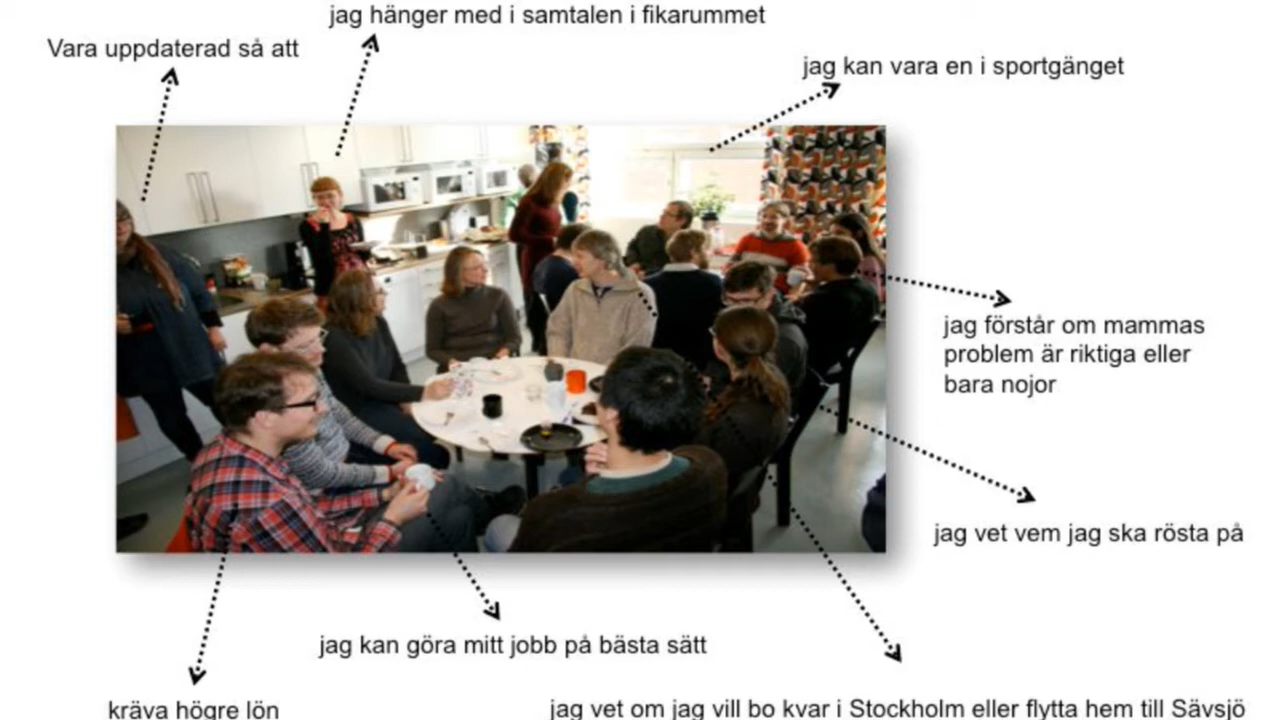 jag hänger med i samtalen i fikarummet
Vara uppdaterad så att
jag kan vara en i sportgänget
jag förstår om mammas
problem är riktiga eller
bara nojor
jag vet vem jag ska rösta på
jag kan göra mitt jobb på bästa sätt
kräva högre lön
jag vet om jag vill bo kvar i Stockholm eller flytta hem till Sävsjö